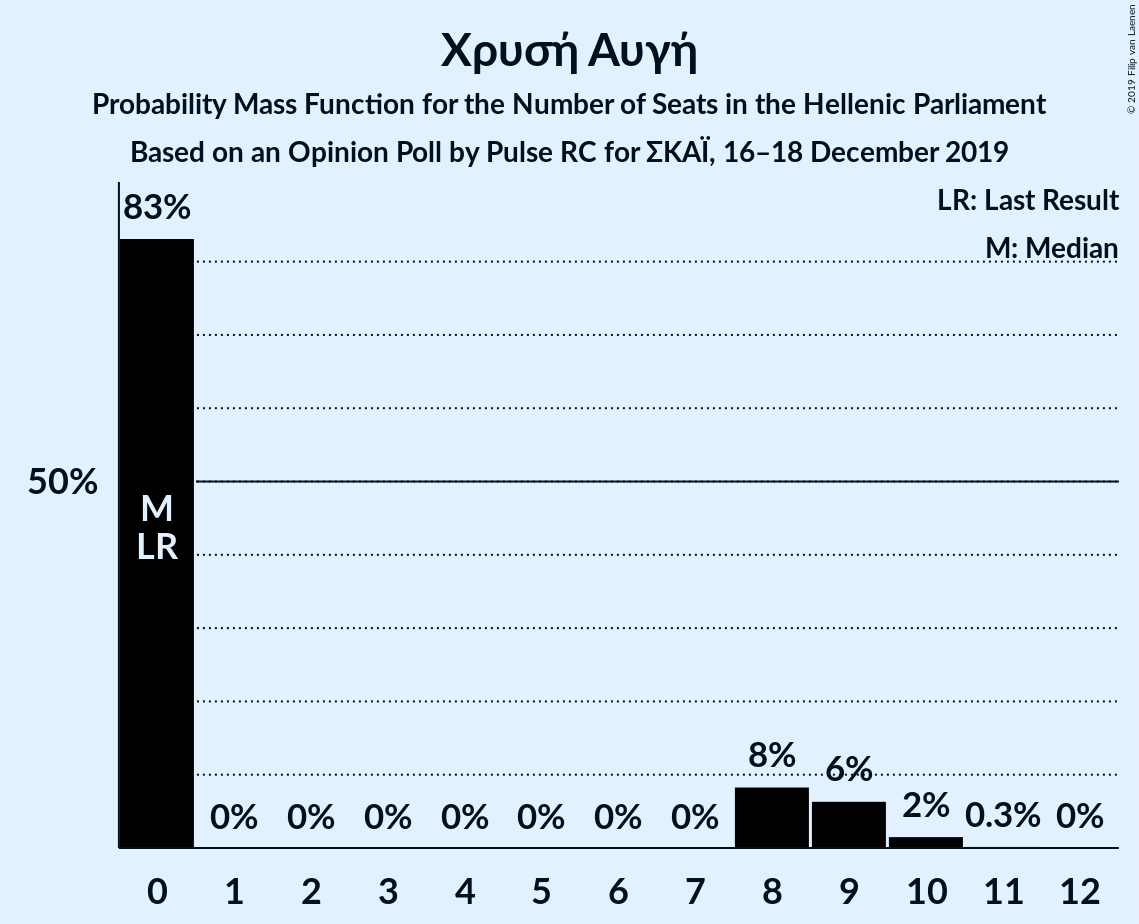 Χρυσή Αυγή
Probability Mass Function for the Number of Seats in the Hellenic Parliament
Based on an Opinion Poll by Pulse RC for ΣΚΑΪ, 16–18 December 2019
© 2019 Filip van Laenen
LR: Last Result
M: Median
83%
50%
M
LR
0% 0% 0% 0% 0% 0% 0% 8% 6% 2% 0.3% 0%
0 1 2 3 4 5 6 7 8 9 10 11 12